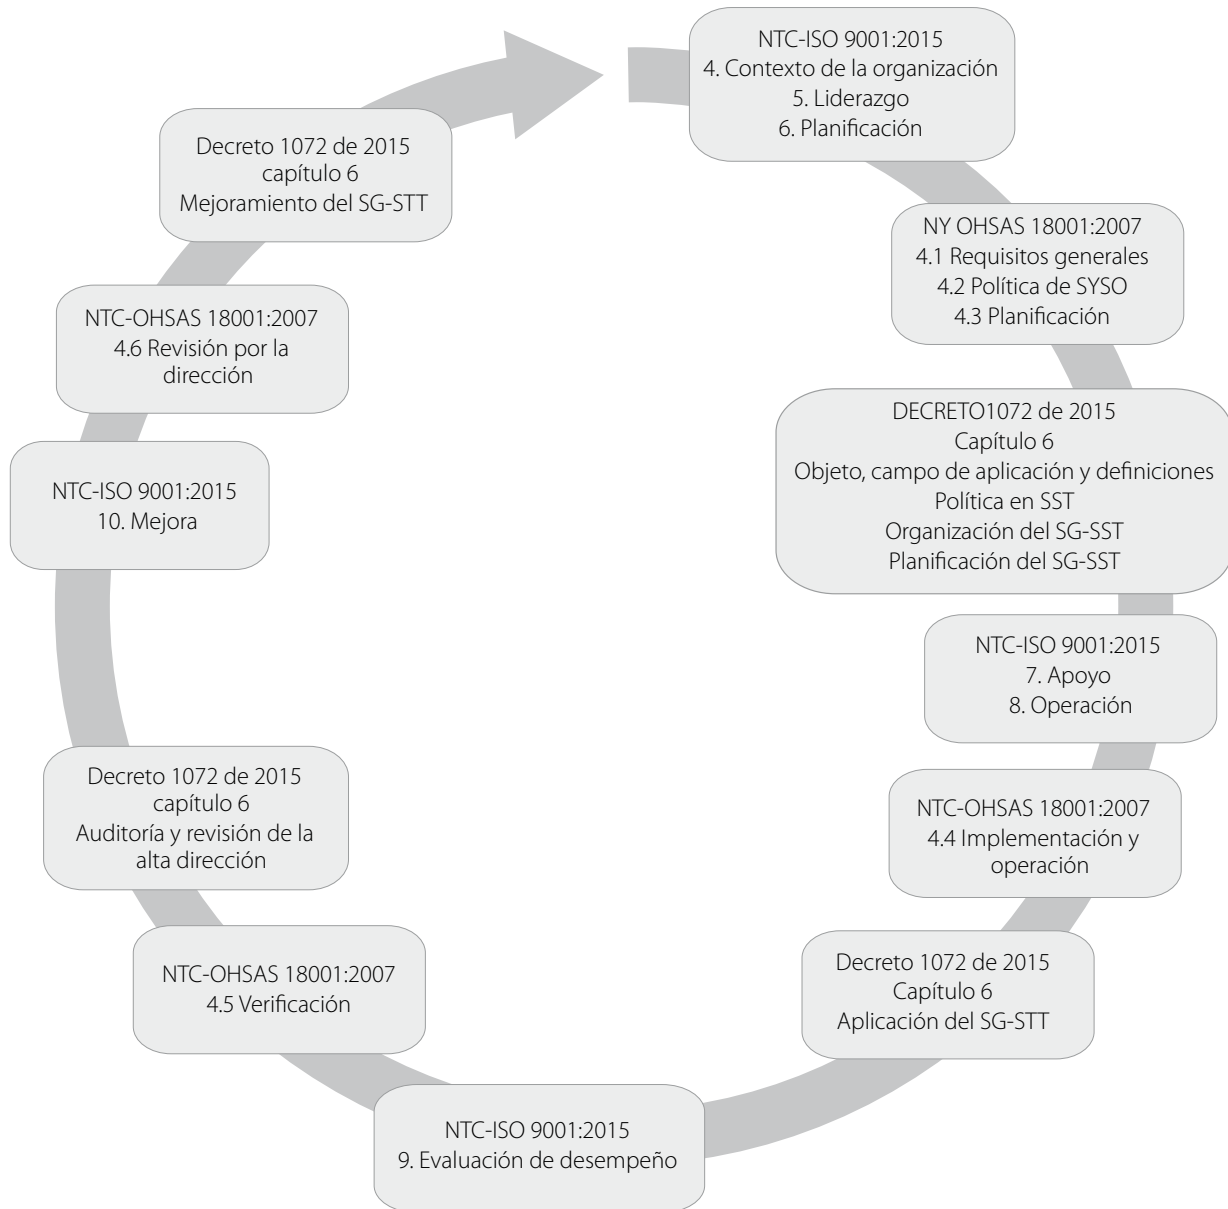 NTC-ISO 9001:2015
4. Contexto de la organización
5. Liderazgo
6. Planificación
NY OHSAS 18001:2007
4.1 Requisitos generales
4.2 Política de SYSO
4.3 Planificación
DECRETO1072 de 2015
Capítulo 6
Objeto, campo de aplicación y definiciones
Política en SST
Organización del SG-SST
Planificación del SG-SST
NTC-ISO 9001:2015
7. Apoyo
8. Operación
NTC-OHSAS 18001:2007
4.4 Implementación y
operación
Decreto 1072 de 2015
Capítulo 6
Aplicación del SG-STT
NTC-ISO 9001:2015
9. Evaluación de desempeño
NTC-OHSAS 18001:2007
4.5 Verificación
Decreto 1072 de 2015
capítulo 6
Auditoría y revisión de la
alta dirección
NTC-ISO 9001:2015
10. Mejora
NTC-OHSAS 18001:2007
4.6 Revisión por la
dirección
Decreto 1072 de 2015
capítulo 6
Mejoramiento del SG-STT